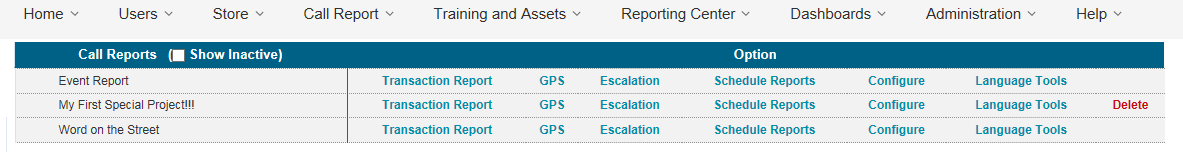 Home Users Store Call Report Training and Assets Reporting Center Dashboards Administration Help
Call Reports ( Show Inactive) Option
Event Report Transaction Report GPS Escalation Schedule Reports Configure Language Tools
My First Special Project!!! Transaction Report GPS Escalation Schedule Reports Configure Language Tools Delete
Word on the Street Transaction Report GPS Escalation Schedule Reports Configure Language Tools